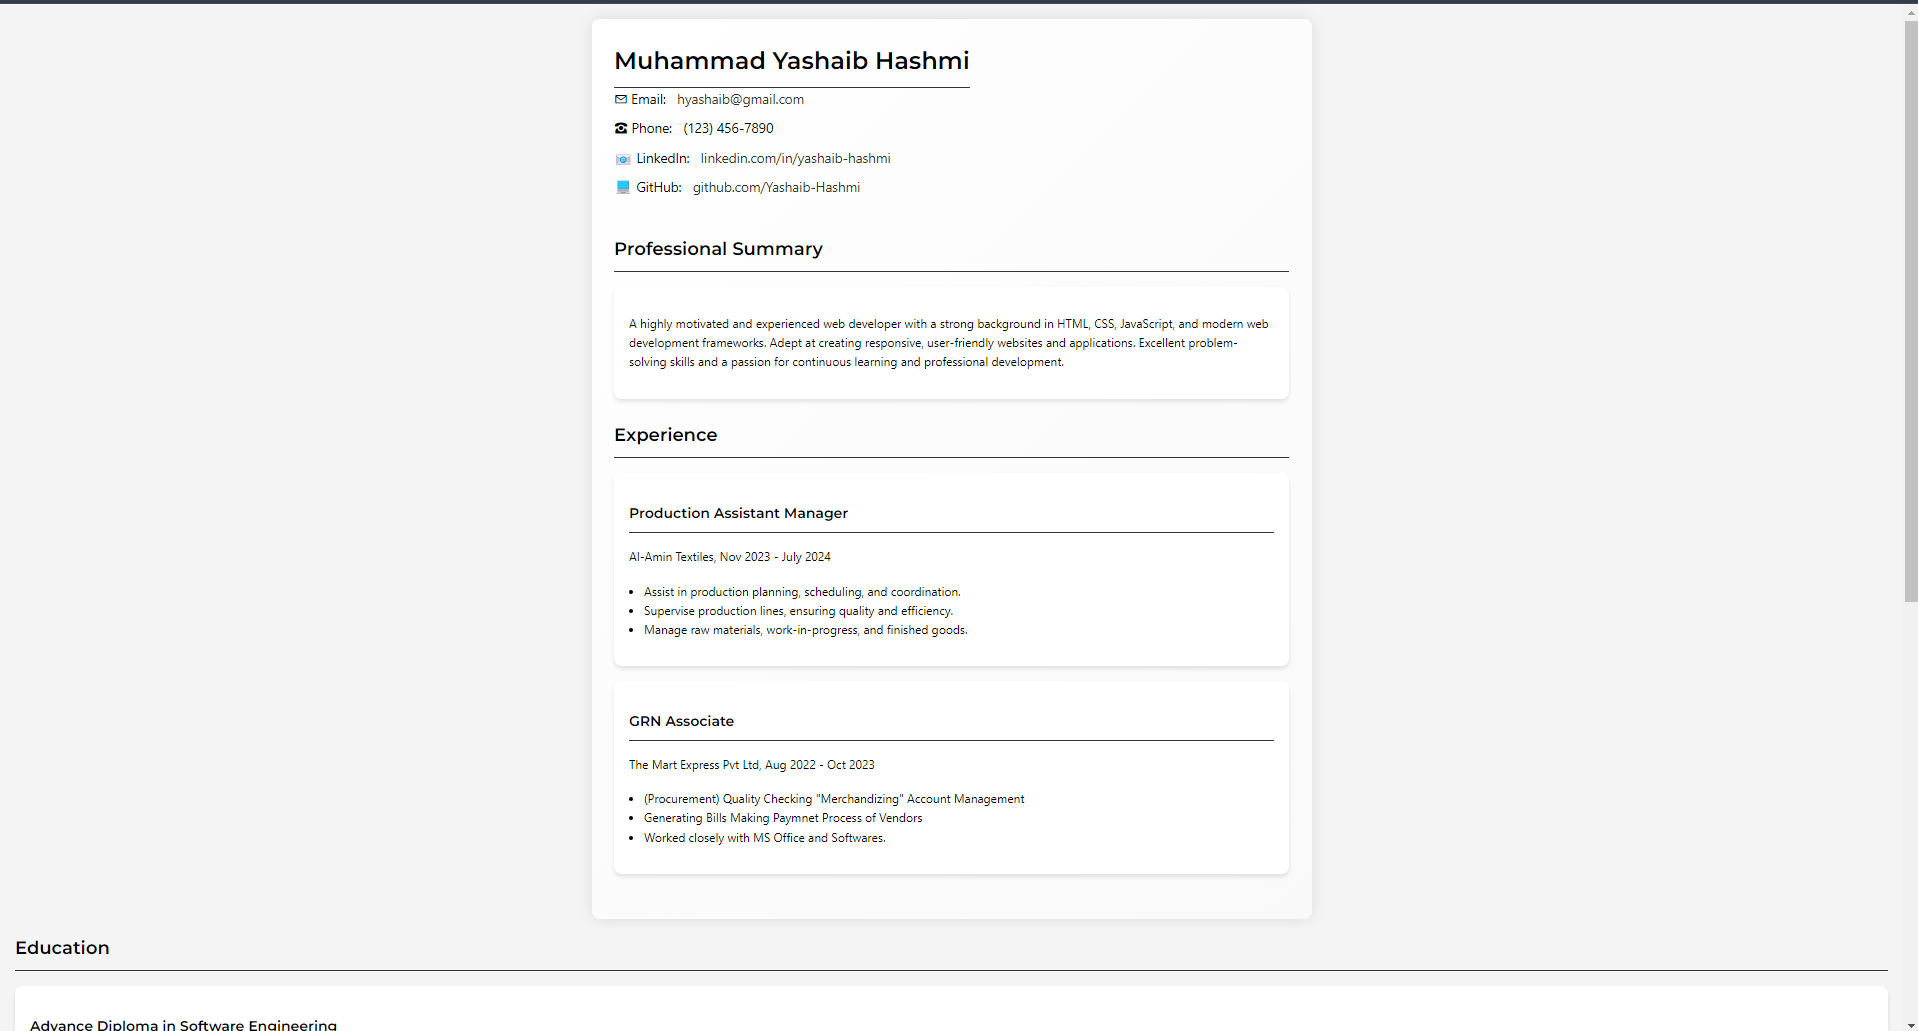 Muhammad Yashaib Hashmi
Email: hyashaib@gmail.com
Phone: (123) 456-7890
LinkedIn: linkedin.com/in/yashaib-hashmi
GitHub: github.com/Yashaib-Hashmi
Professional Summary
A highly motivated and experienced web developer with a strong background in HTML, CSS, JavaScript, and modern web
development frameworks. Adept at creating responsive, user-friendly websites and applications. Excellent problem-
solving skills and a passion for continuous learning and professional development.
Experience
Production Assistant Manager
Al-Amin Textiles, Nov 2023 - July 2024
• Assist in production planning, scheduling, and coordination.
• Supervise production lines, ensuring quality and efficiency.
• Manage raw materials, work-in-progress, and finished goods.
GRN Associate
The Mart Express Pvt Ltd, Aug 2022 - Oct 2023
• (Procurement) Quality Checking "Merchandizing" Account Management
• Generating Bills Making Paymnet Process of Vendors
• Worked closely with MS Office and Softwares.
Education
Advance Diploma in Software Engineering